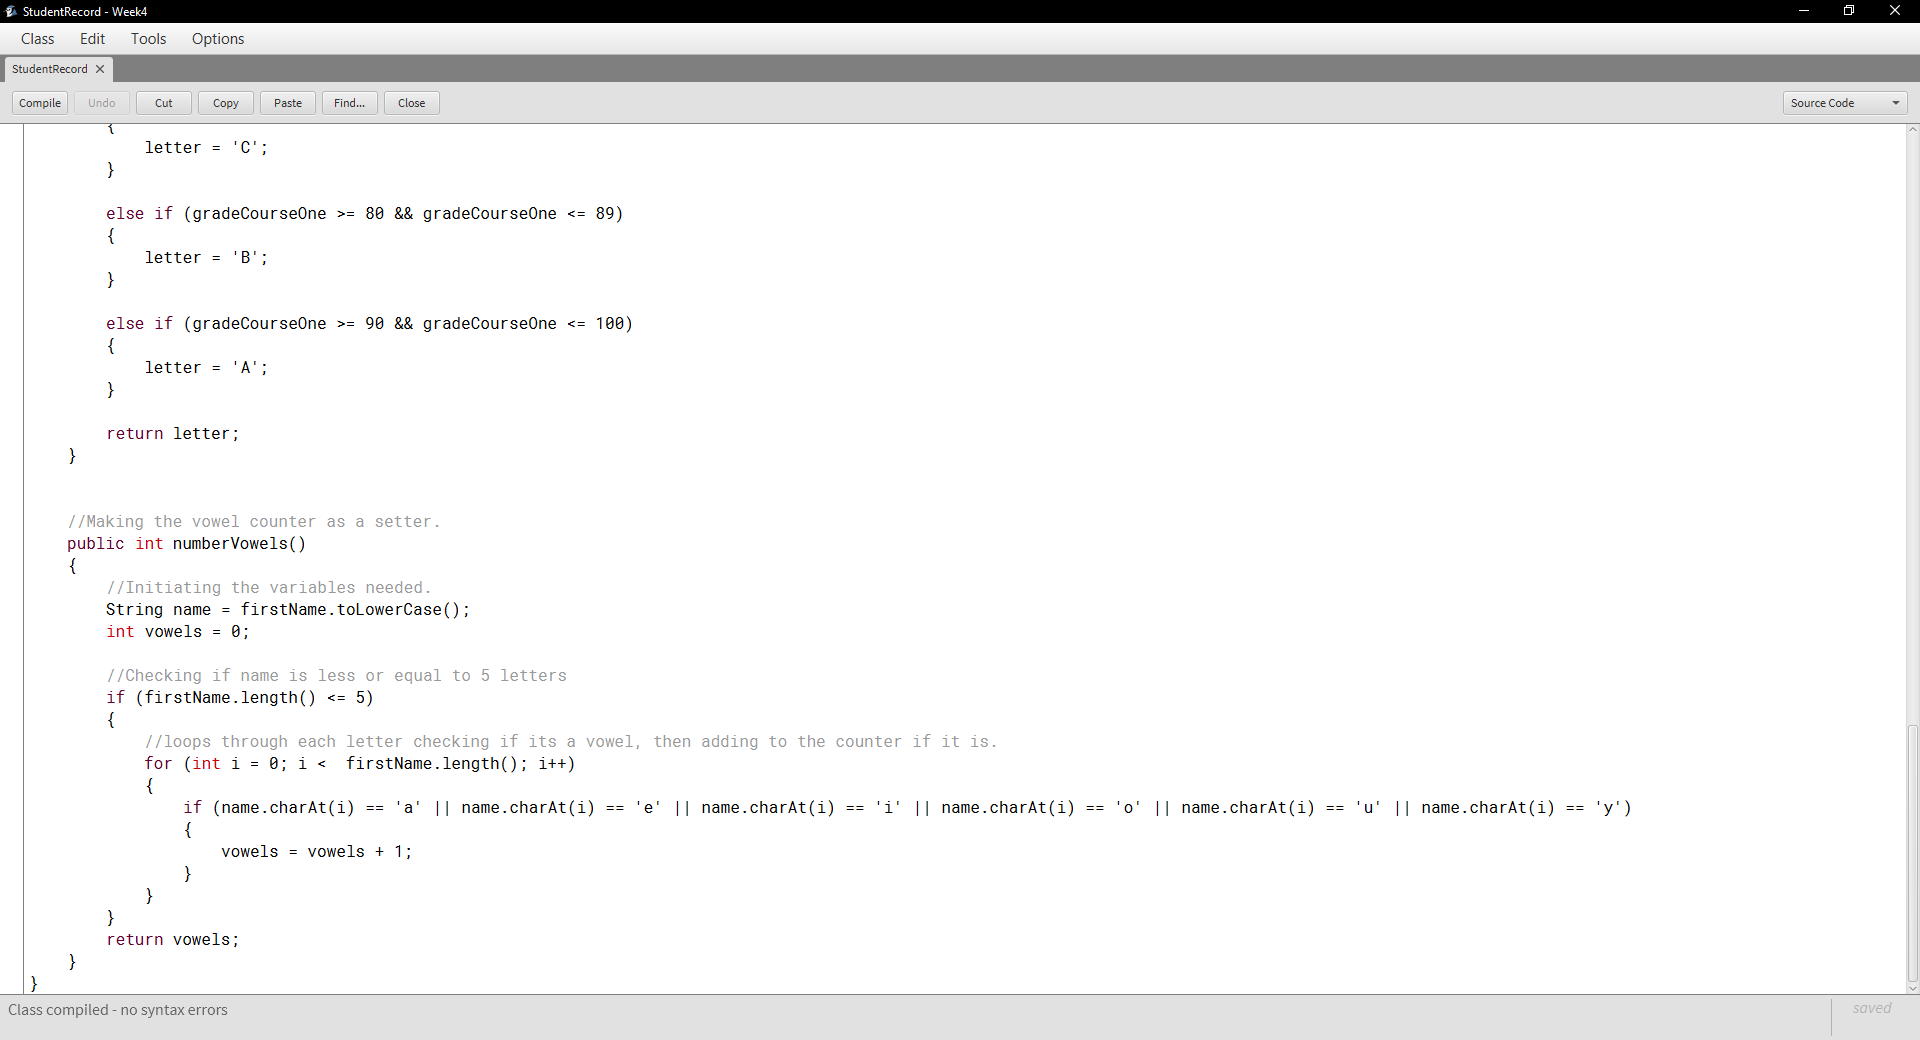 StudentRecord - Week4
Class Edit Tools Options
StudentRecord
Compile Undo Cut Copy Paste Find... Close Source Code
{
letter = 'C';
}
else if (gradeCourseOne >= 80 && gradeCourseOne <= 89)
{
letter = 'B';
}
else if (gradeCourseOne >= 90 && gradeCourseOne <= 100)
{
letter = 'A';
}
return letter;
}
//Making the vowel counter as a setter.
public int numberVowels()
{
//Initiating the variables needed.
String name = firstName.toLowerCase();
int vowels = 0;
//Checking if name is less or equal to 5 letters
if (firstName.length() <= 5)
{
//loops through each letter checking if its a vowel, then adding to the counter if it is.
for (int i = 0; i <  firstName.length(); i++)
{
if (name.charAt(i) == 'a' || name.charAt(i) == 'e' || name.charAt(i) == 'i' || name.charAt(i) == 'o' || name.charAt(i) == 'u' || name.charAt(i) == 'y')
{
vowels = vowels + 1;
}
}
}
return vowels;
}
}
Class compiled - no syntax errors
saved